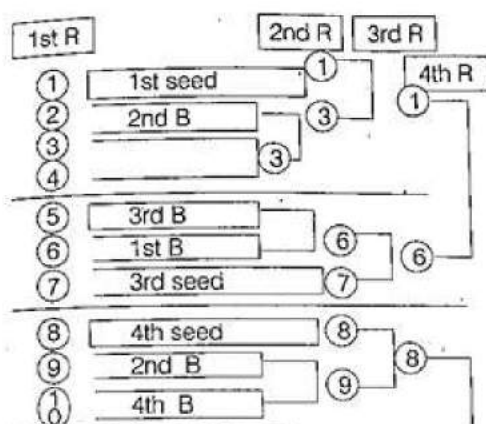 1st R 2nd R 3rd R
4th R
① 1st seed ① ①
② 2nd B ③
③ ③
④
⑤ 3rd B
⑥ 1st B ⑥ ⑥
⑦ 3rd seed ⑦
⑧ 4th seed ⑧ ⑧
⑨ 2nd B ⑨
⑩ 4th B